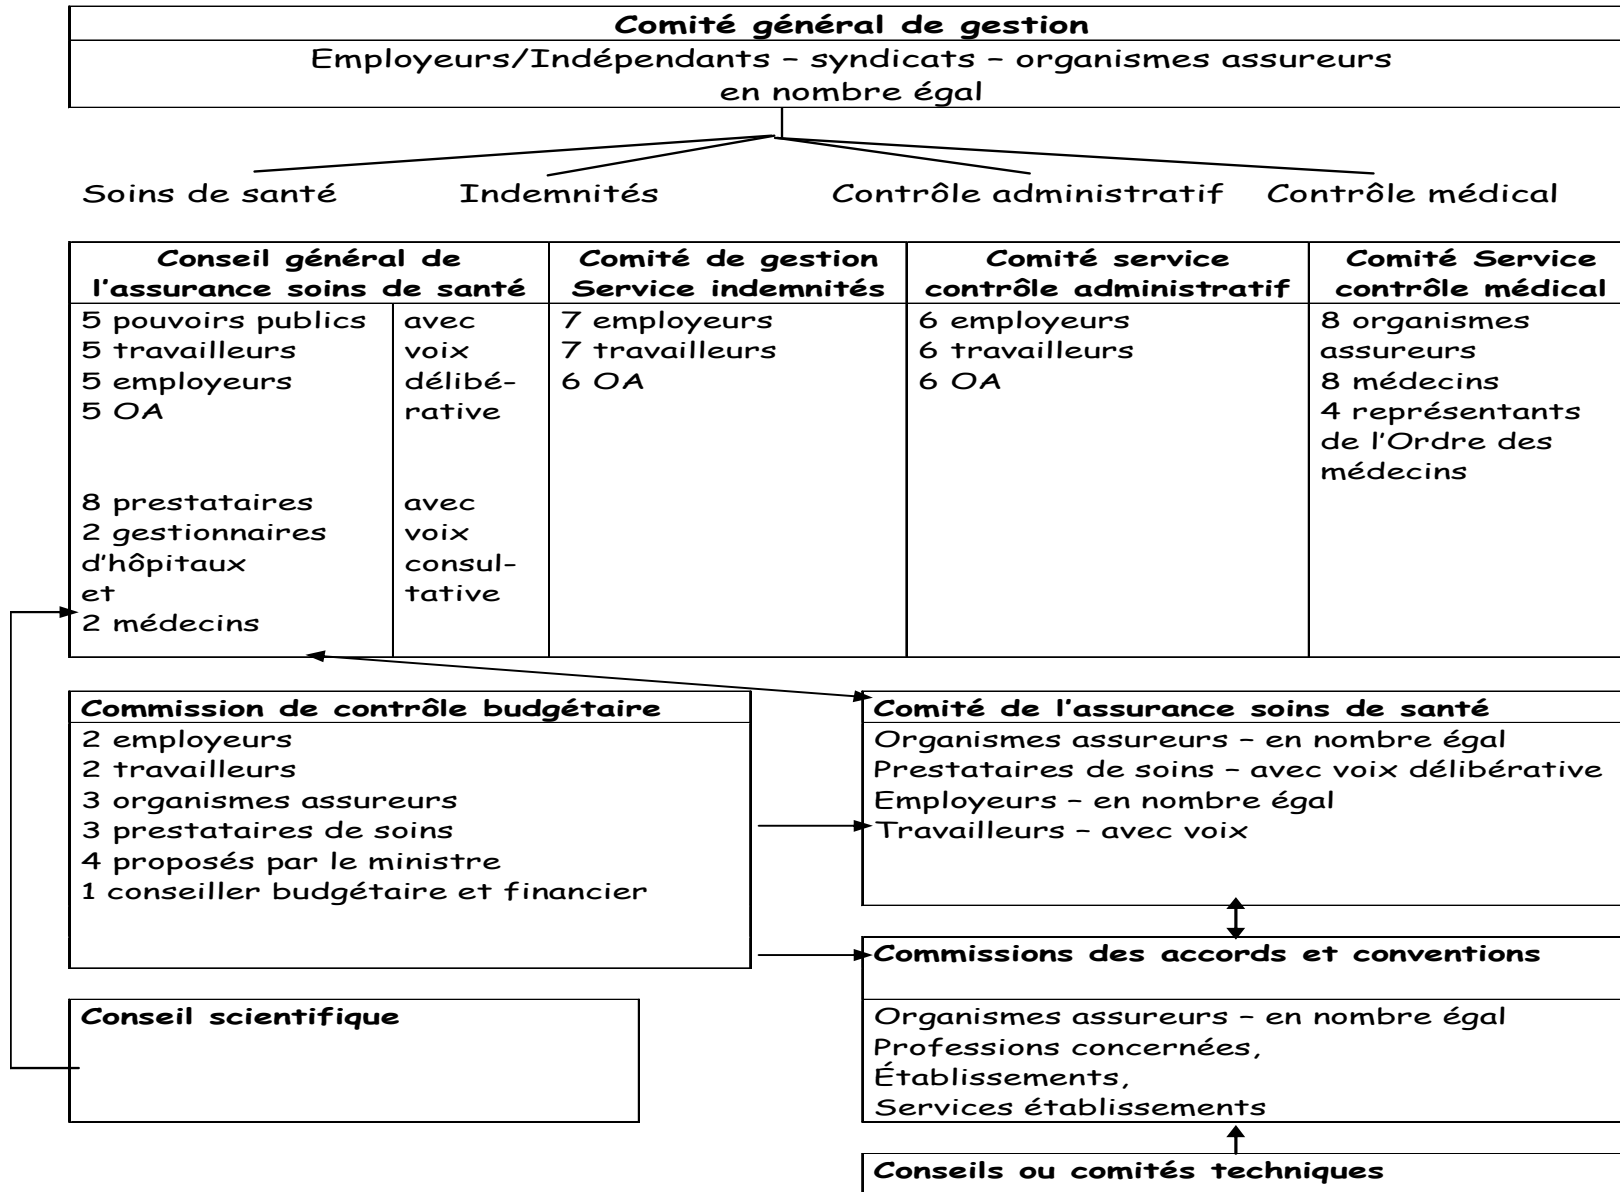 Comité général de gestion
Employeurs/Indépendants – syndicats – organismes assureurs
en nombre égal
Soins de santé
Indemnités
Contrôle administratif
Contrôle médical
Conseil général de
l'assurance soins de santé
5 pouvoirs publics
5 travailleurs
5 employeurs
5 OA
avec
voix
délibé-
rative
8 prestataires
2 gestionnaires
d'hôpitaux
et
2 médecins
avec
voix
consul-
tative
Comité de gestion
Service indemnités
7 employeurs
7 travailleurs
6 OA
Comité service
contrôle administratif
6 employeurs
6 travailleurs
6 OA
Comité Service
contrôle médical
8 organismes
assureurs
8 médecins
4 représentants
de l'Ordre des
médecins
Commission de contrôle budgétaire
2 employeurs
2 travailleurs
3 organismes assureurs
3 prestataires de soins
4 proposés par le ministre
1 conseiller budgétaire et financier
Comité de l'assurance soins de santé
Organismes assureurs – en nombre égal
Prestataires de soins – avec voix délibérative
Employeurs – en nombre égal
Travailleurs – avec voix
Commissions des accords et conventions
Organismes assureurs – en nombre égal
Professions concernées,
Établissements,
Services établissements
Conseil scientifique
Conseils ou comités techniques